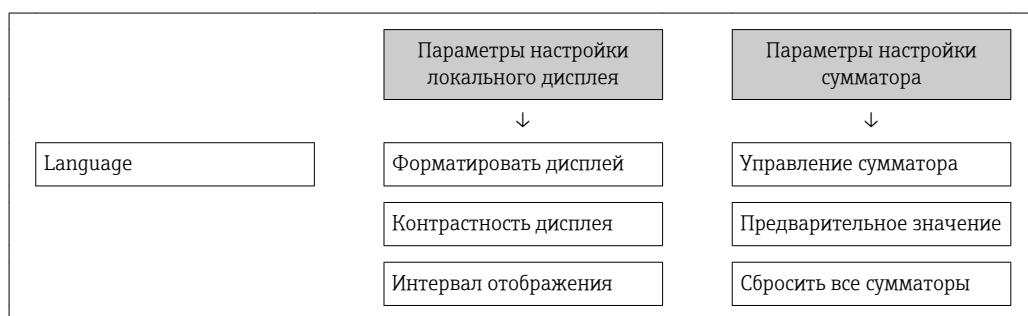 Параметры настройки
локального дисплея
Параметры настройки
сумматора
↓
↓
Language
Форматировать дисплей
Управление сумматора
Контрастность дисплея
Предварительное значение
Интервал отображения
Сбросить все сумматоры